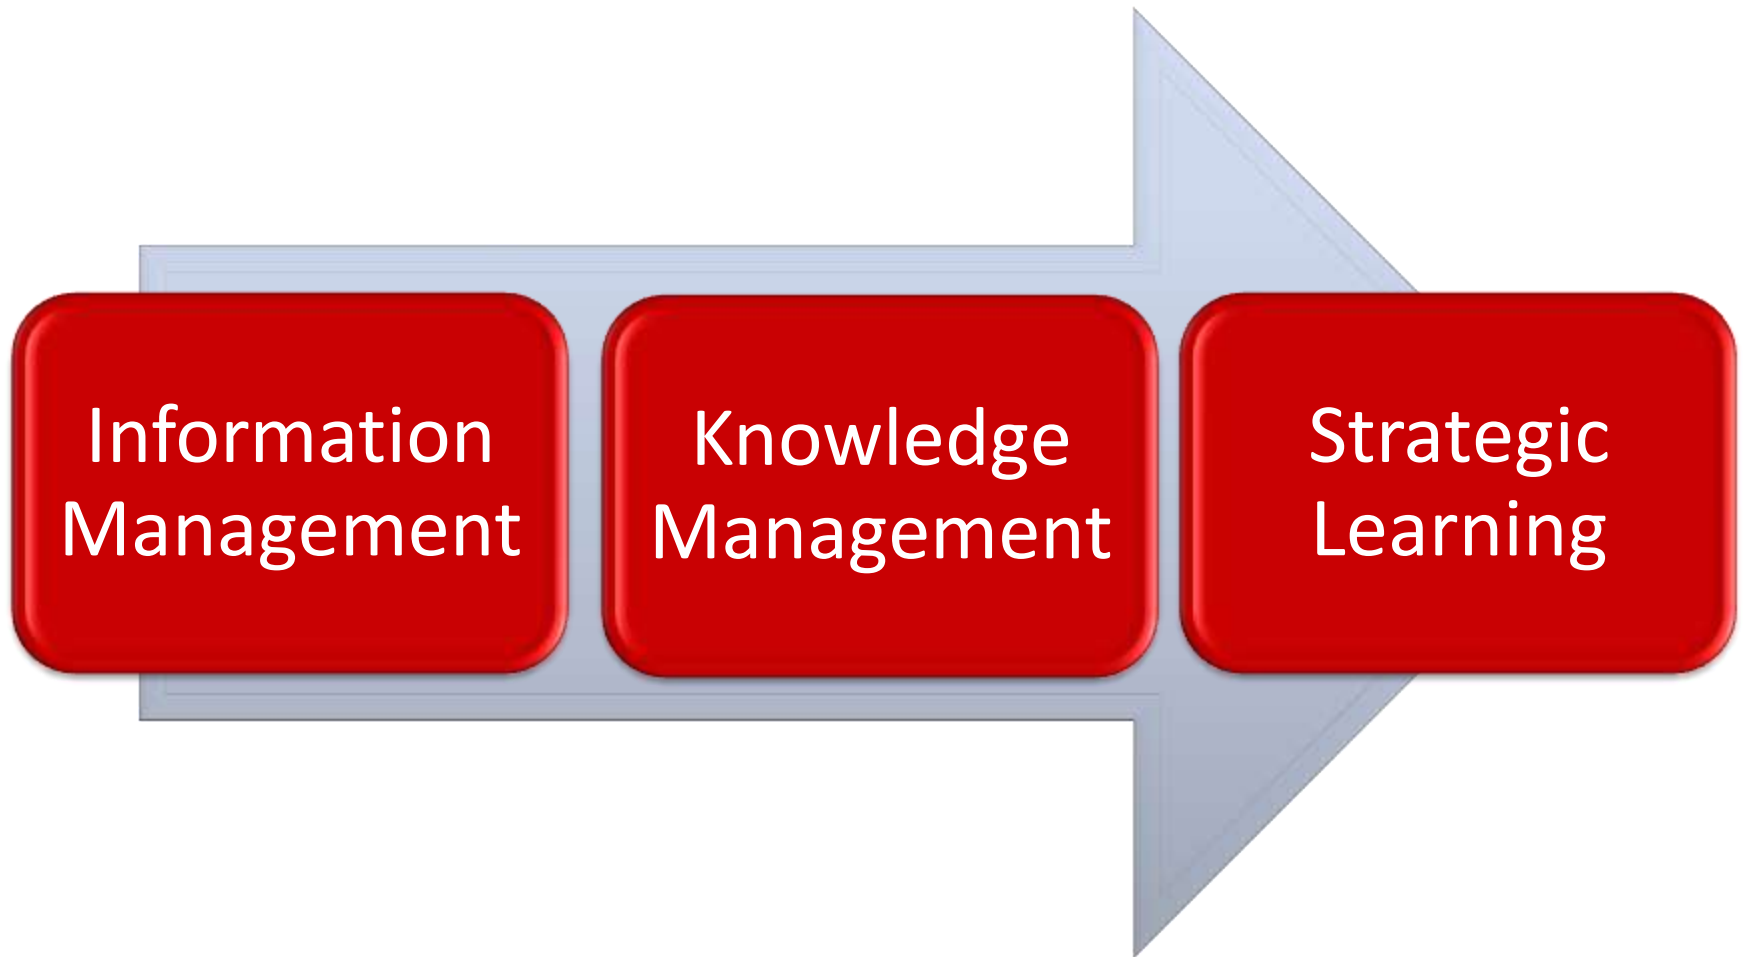 Information
Management
Knowledge
Management
Strategic
Learning